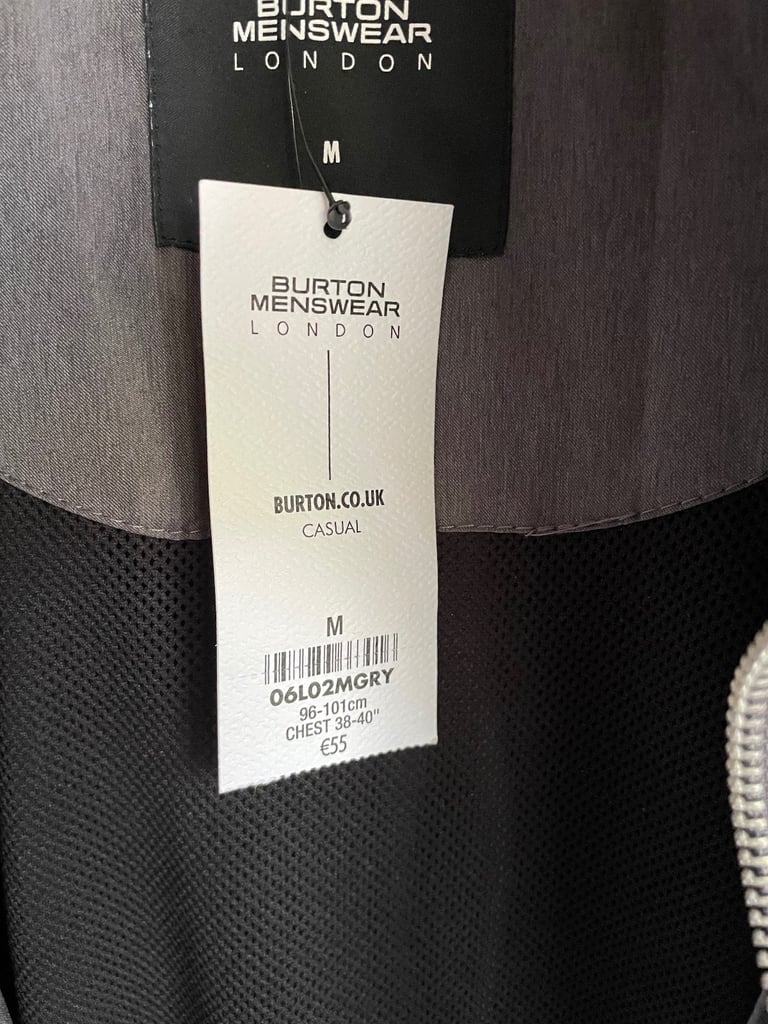 BURTON
MENSWEAR
LONDON
M
BURTON
MENSWEAR
LONDON
BURTON.CO.UK
CASUAL
M
06L02MGRY
96-101cm
CHEST 38-40"
€55